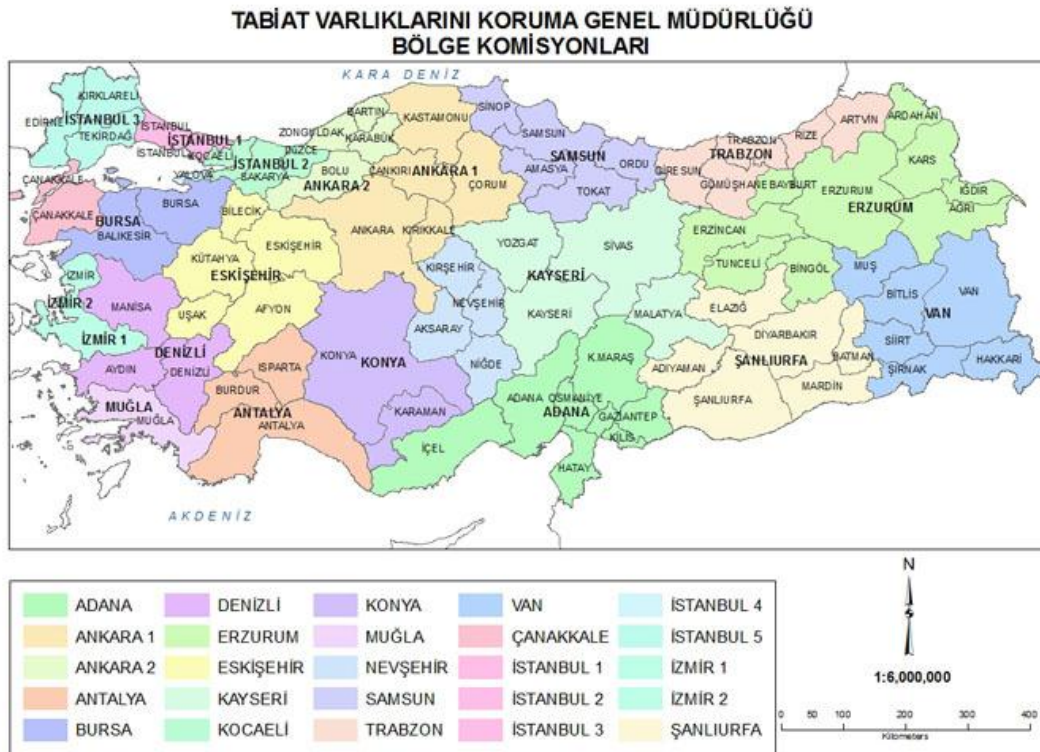 TABİAT VARLIKLARINI KORUMA GENEL MÜDÜRLÜĞÜ
BÖLGE KOMİSYONLARI
KARA DENİZ
KIRKLARELİ
EDİRNE
İSTANBUL 3
TEKİRDAĞ
İSTANBUL
İSTANBUL 1
İSTANBUL
KOCAELİ
YALOVA
İSTANBUL 2
SAKARYA
DÜZCE
ZONGULDAK
BARTIN
KARABÜK
BOLU
ANKARA 2
KASTAMONU
ÇANKIRI
ANKARA 1
ÇORUM
ANKARA
KIRIKKALE
SİNOP
SAMSUN
SAMSUN
AMASYA
ORDU
TOKAT
GİRESUN
TRABZON
TRABZON
GÜMÜŞHANE
BAYBURT
RİZE
ARTVİN
ARDAHAN
KARS
ERZURUM
ERZURUM
IĞDIR
AĞRI
ERZİNCAN
TUNCELİ
BİNGÖL
ÇANAKKALE
ÇANAKKALE
BURSA
BURSA
BALIKESİR
BİLECİK
ESKİŞEHİR
KÜTAHYA
ESKİŞEHİR
UŞAK
AFYON
İZMİR
İZMİR 2
MANİSA
İZMİR 1
DENİZLİ
AYDIN
DENİZLİ
MUĞLA
MUĞLA
ISPARTA
BURDUR
ANTALYA
ANTALYA
KONYA
KONYA
KARAMAN
KIRŞEHİR
NEVŞEHİR
AKSARAY
NİĞDE
YOZGAT
SİVAS
KAYSERİ
KAYSERİ
MALATYA
İÇEL
ADANA
ADANA
K.MARAŞ
OSMANİYE
GAZİANTEP
KİLİS
HATAY
ELAZIĞ
DİYARBAKIR
ADIYAMAN
ŞANLIURFA
ŞANLIURFA
BATMAN
MARDİN
MUŞ
BİTLİS
VAN
VAN
SİİRT
ŞIRNAK
HAKKARİ
AKDENİZ
ADANA
ANKARA 1
ANKARA 2
ANTALYA
BURSA
DENİZLİ
ERZURUM
ESKİŞEHİR
KAYSERİ
KOCAELİ
KONYA
MUĞLA
NEVŞEHİR
SAMSUN
TRABZON
VAN
ÇANAKKALE
İSTANBUL 1
İSTANBUL 2
İSTANBUL 3
İSTANBUL 4
İSTANBUL 5
İZMİR 1
İZMİR 2
ŞANLIURFA
N
1:6,000,000
0 50 100 200 300 400
Kilometers